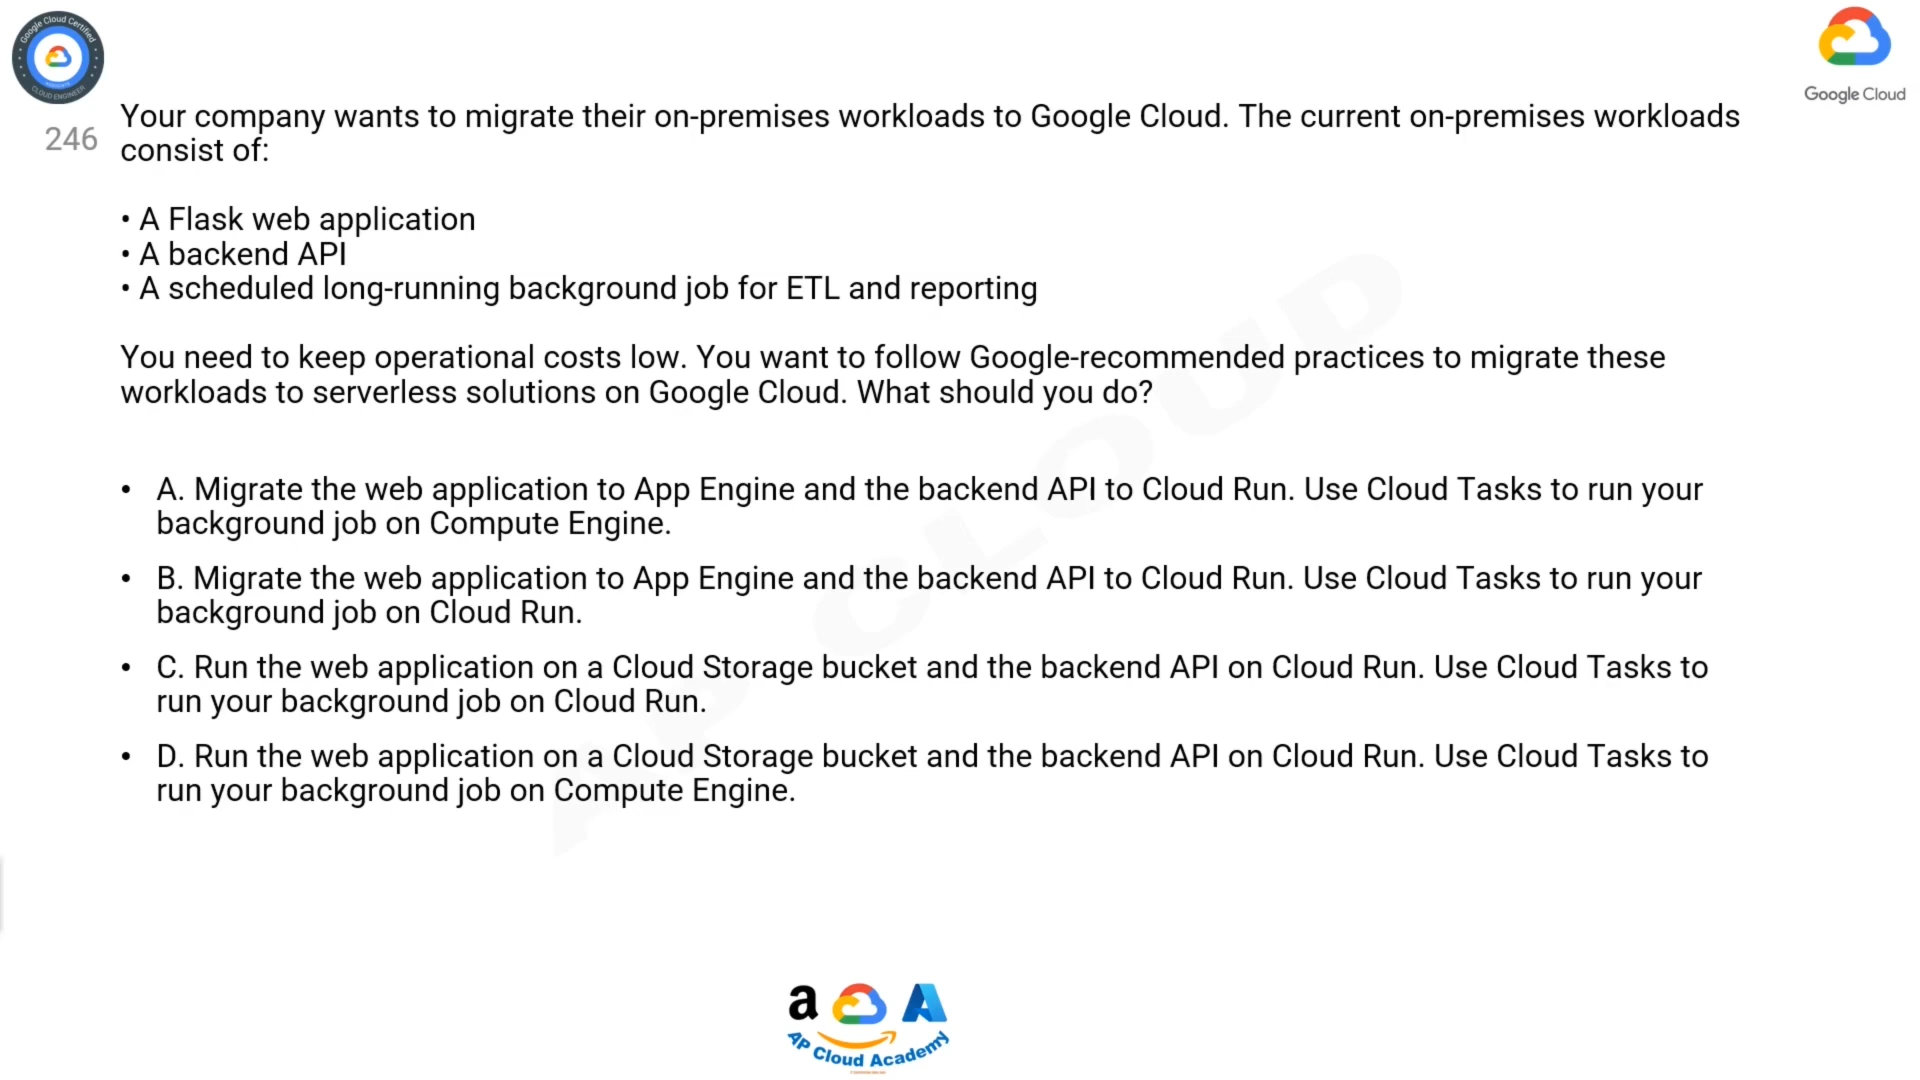 Google Cloud Certified
ASSOCIATE
CLOUD ENGINEER
Google Cloud
246
Your company wants to migrate their on-premises workloads to Google Cloud. The current on-premises workloads
consist of:
• A Flask web application
• A backend API
• A scheduled long-running background job for ETL and reporting
You need to keep operational costs low. You want to follow Google-recommended practices to migrate these
workloads to serverless solutions on Google Cloud. What should you do?
• A. Migrate the web application to App Engine and the backend API to Cloud Run. Use Cloud Tasks to run your
background job on Compute Engine.
• B. Migrate the web application to App Engine and the backend API to Cloud Run. Use Cloud Tasks to run your
background job on Cloud Run.
• C. Run the web application on a Cloud Storage bucket and the backend API on Cloud Run. Use Cloud Tasks to
run your background job on Cloud Run.
• D. Run the web application on a Cloud Storage bucket and the backend API on Cloud Run. Use Cloud Tasks to
run your background job on Compute Engine.
AP CLOUD
a
AP Cloud Academy